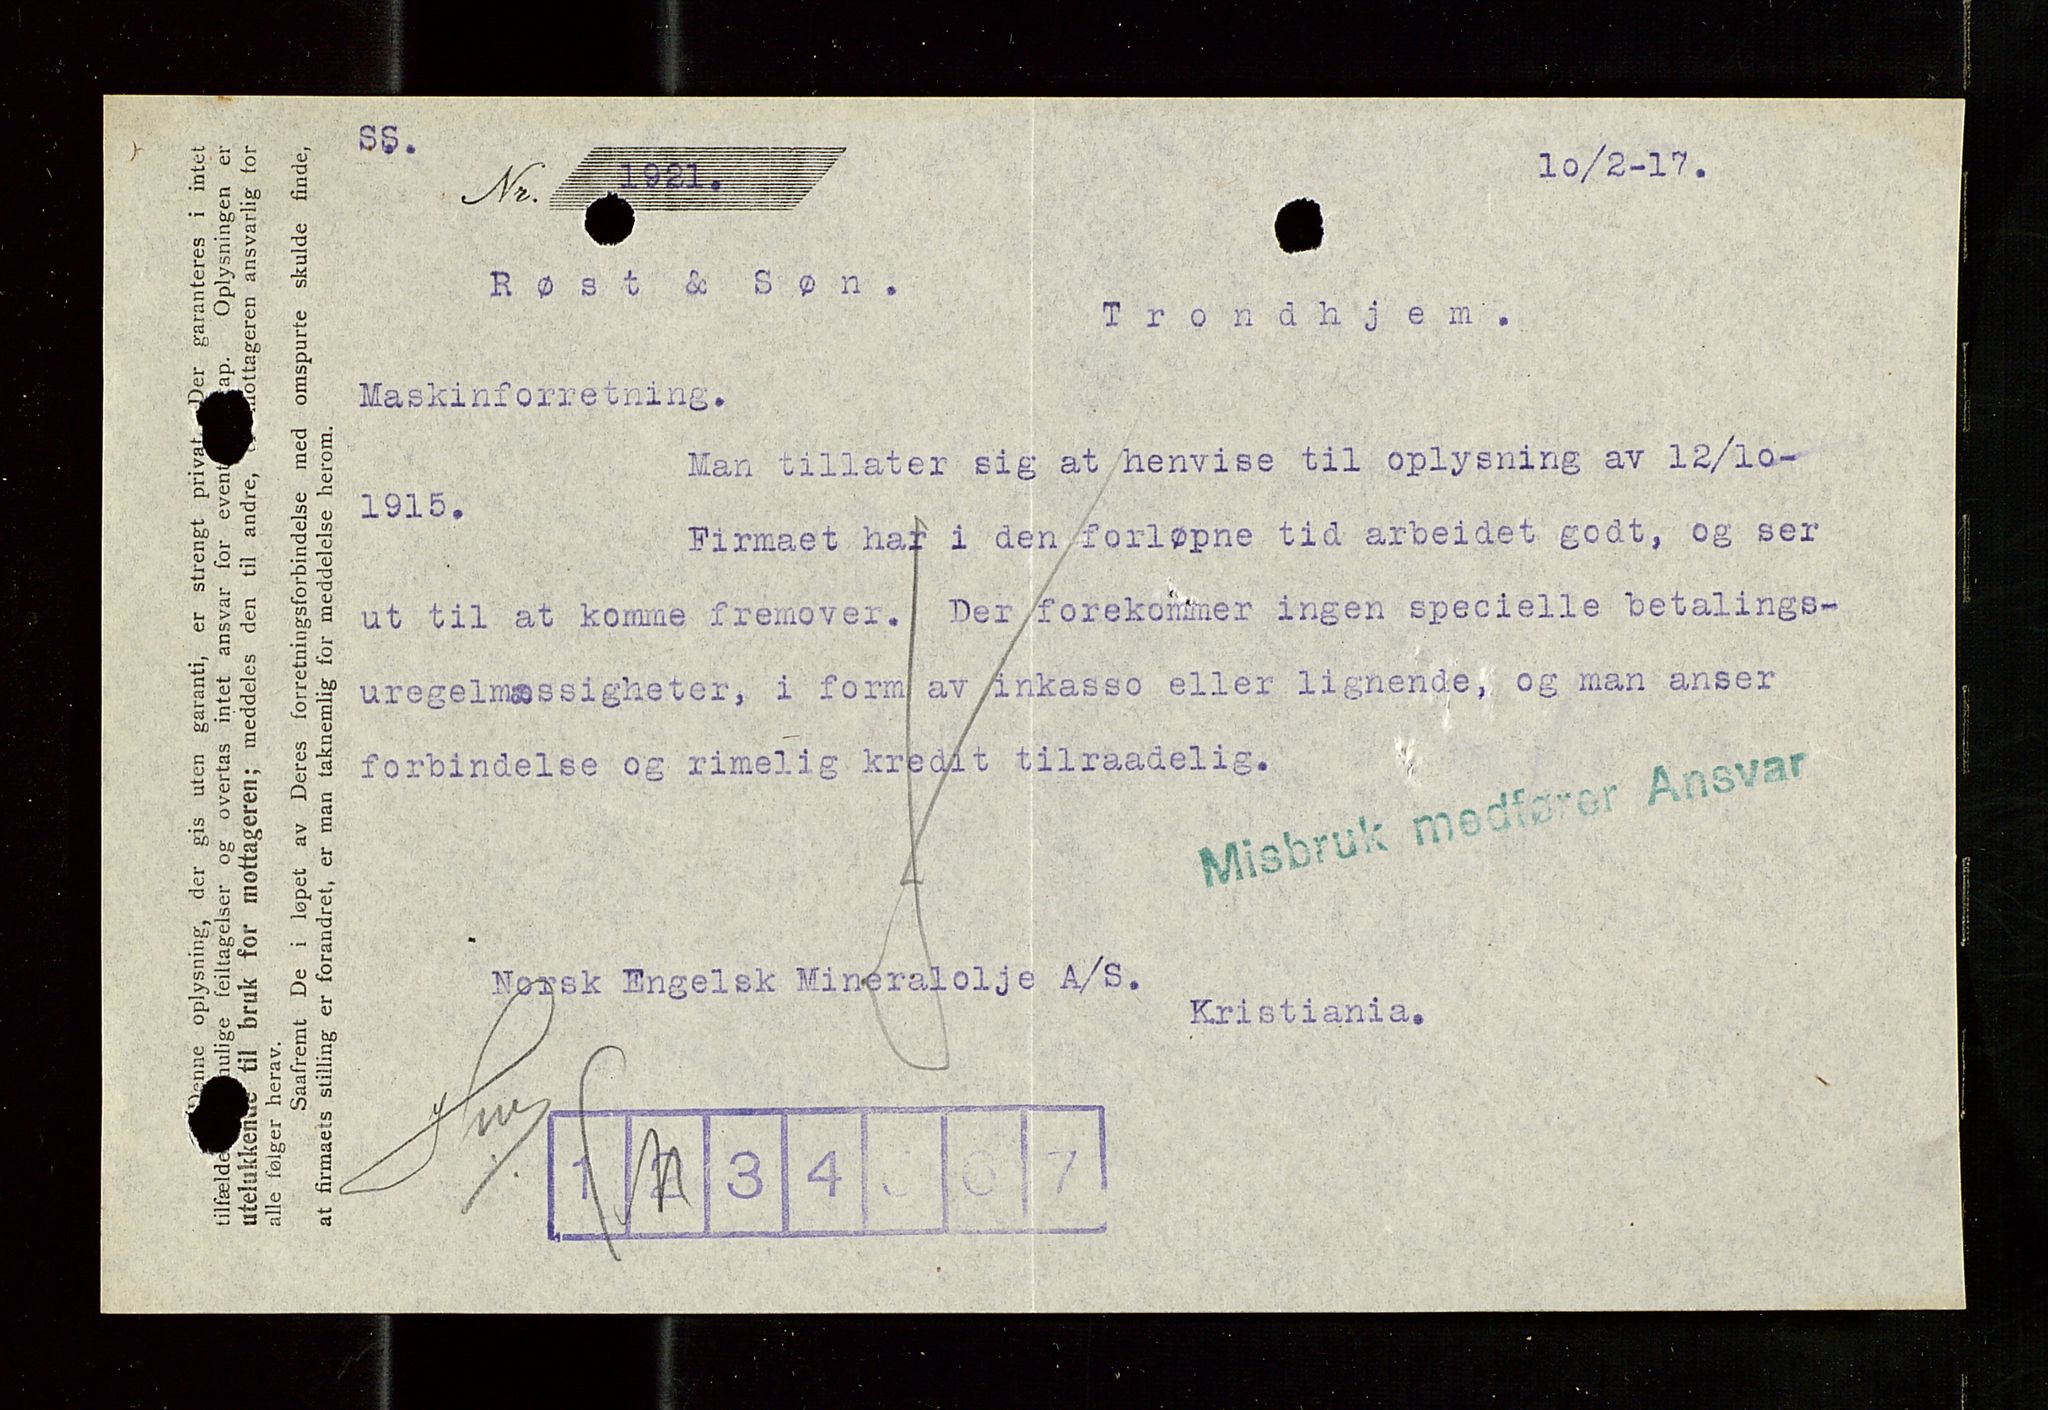 SS.
Nr. 1921.
10/2-17.
Røst & Søn.
Trondhjem.
Maskinforretning.
Man tillater sig at henvise til oplysning av 12/10-
1915.
Firmaet har i den forløpne tid arbeidet godt, og ser
ut til at komme fremover. Der forekommer ingen specielle betalings-
uregelmæssigheter, i form av inkasso eller lignende, og man anser
forbindelse og rimelig kredit tilraadelig.
Misbruk medfører Ansvar
Norsk Engelsk Mineralolje A/S.
Kristiania.
1 2 3 4 5 6 7
Denne oplysning, der gis uten garanti, er strengt privat. Der garanteres i intet
tilfælde mulige feiltagelser og overtas intet ansvar for event. Oplysningen er
utelukkende til bruk for mottageren; meddeles den til andre, mottageren ansvarlig for
alle følger herav.
Saafremt De i løpet av Deres forretningsforbindelse med omspurte skulde finde,
at firmaets stilling er forandret, er man taknemlig for meddelelse herom.